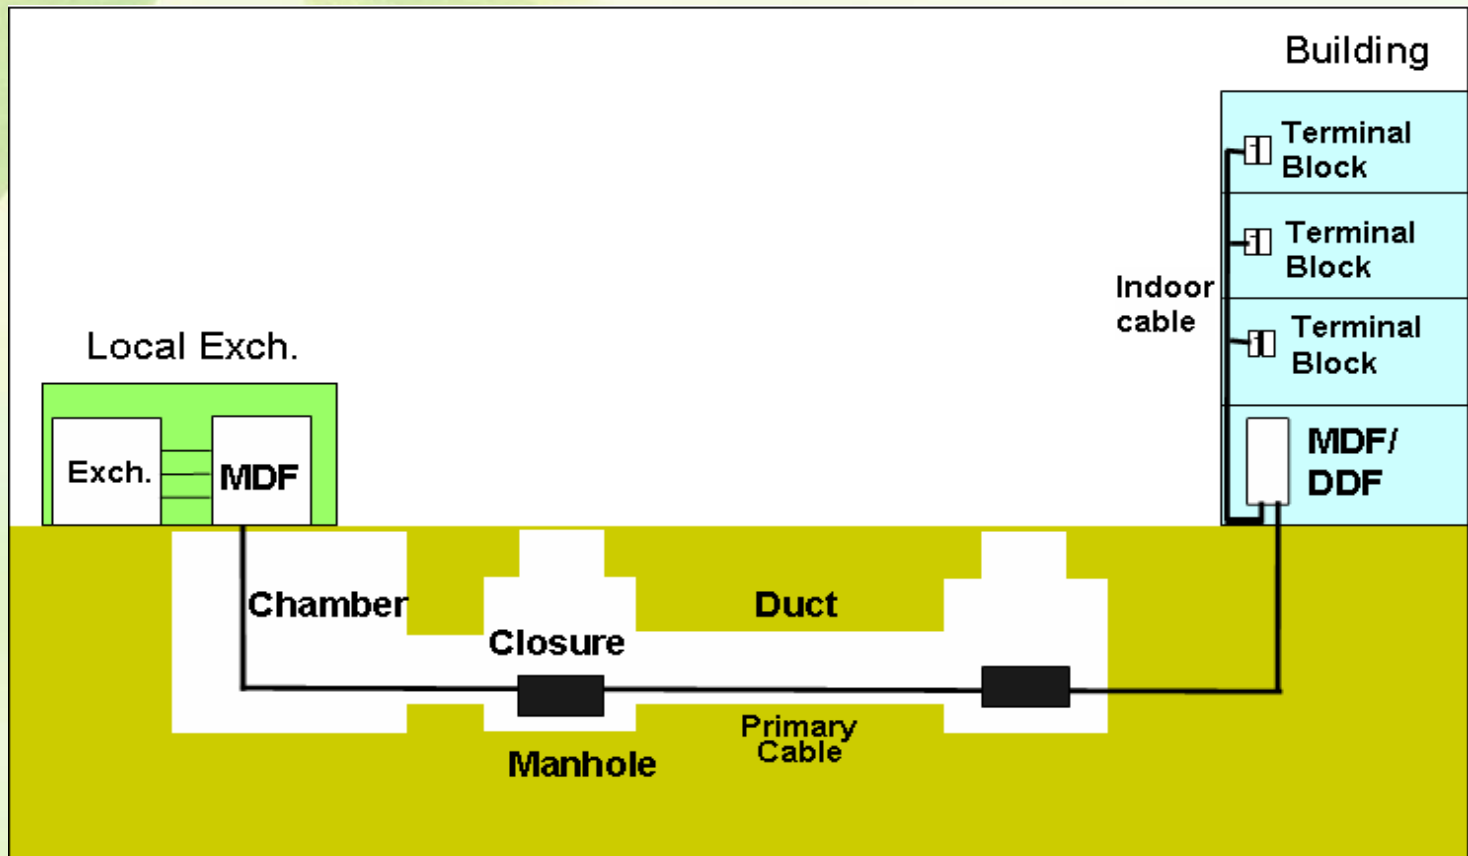 Building
Terminal
Block
Terminal
Block
Indoor
cable
Terminal
Block
Local Exch.
Exch.
MDF
MDF/
DDF
Chamber
Closure
Duct
Primary
Cable
Manhole